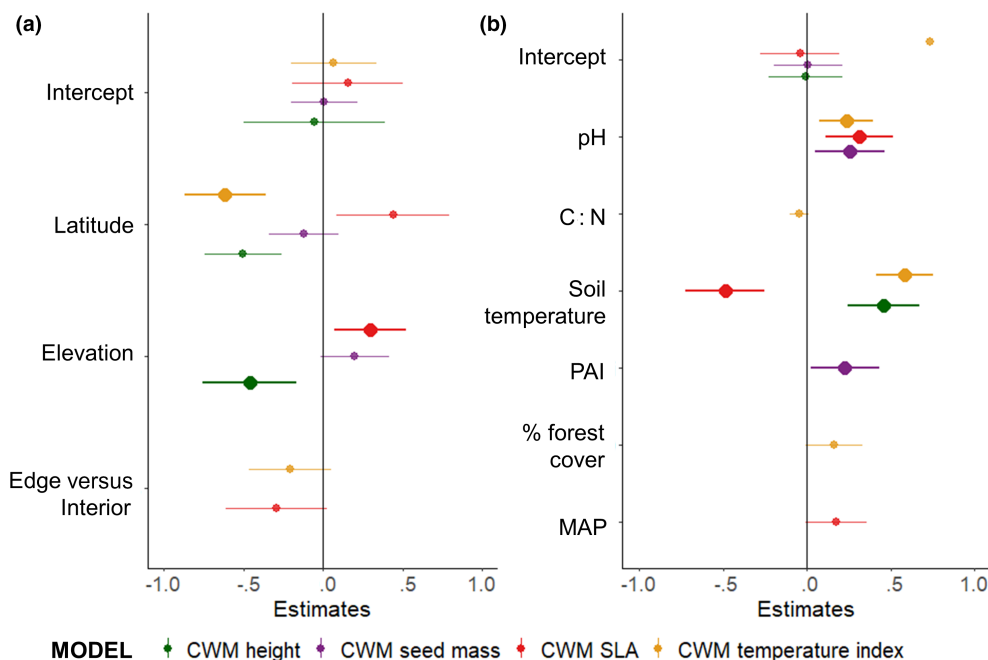 (a)
Intercept
Latitude
Elevation
Edge versus
Interior
-1.0 -.5 .0 .5 1.0
Estimates
(b)
Intercept
pH
C : N
Soil
temperature
PAI
% forest
cover
MAP
-1.0 -.5 .0 .5 1.0
Estimates
MODEL CWM height CWM seed mass CWM SLA CWM temperature index